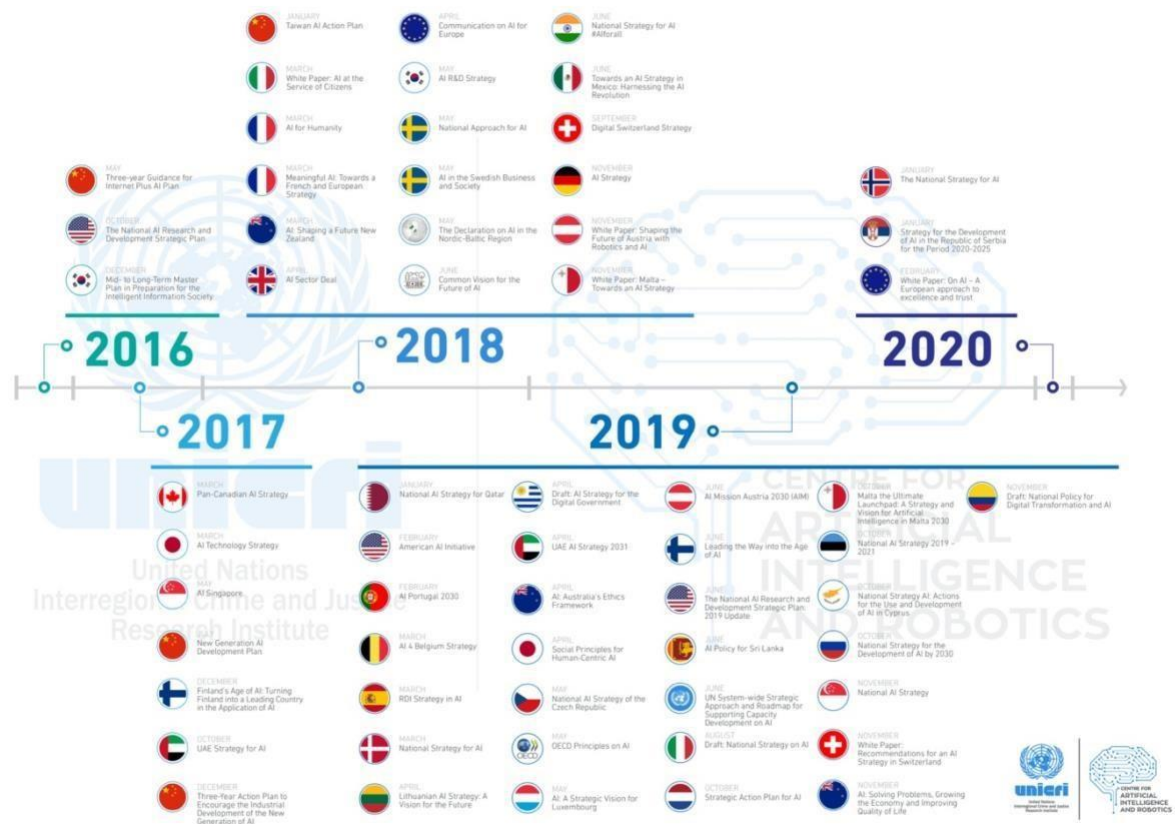 JANUARY
Taiwan AI Action Plan
MARCH
White Paper: AI at the
Service of Citizens
MARCH
AI for Humanity
MARCH
Meaningful AI: Towards a
French and European
Strategy
MARCH
AI: Shaping a Future New
Zealand
APRIL
AI Sector Deal
APRIL
Communication on AI for
Europe
MAY
AI R&D Strategy
MAY
National Approach for AI
MAY
AI in the Swedish Business
and Society
MAY
The Declaration on AI in the
Nordic-Baltic Region
JUNE
Common Vision for the
Future of AI
JUNE
National Strategy for AI
#AIforall
JUNE
Towards an AI Strategy in
Mexico: Harnessing the AI
Revolution
SEPTEMBER
Digital Switzerland Strategy
NOVEMBER
AI Strategy
NOVEMBER
White Paper: Shaping the
Future of Austria with
Robotics and AI
NOVEMBER
White Paper: Malta –
Towards an AI Strategy
MAY
Three-year Guidance for
Internet Plus AI Plan
OCTOBER
The National AI Research and
Development Strategic Plan
DECEMBER
Mid- to Long-Term Master
Plan in Preparation for the
Intelligent Information Society
JANUARY
The National Strategy for AI
JANUARY
Strategy for the Development
of AI in the Republic of Serbia
for the Period 2020-2025
FEBRUARY
White Paper: On AI – A
European approach to
excellence and trust
2016
2018
2020
2017
2019
MARCH
Pan-Canadian AI Strategy
MARCH
AI Technology Strategy
MAY
AI Singapore
New Generation AI
Development Plan
DECEMBER
Finland's Age of AI: Turning
Finland into a Leading Country
in the Application of AI
OCTOBER
UAE Strategy for AI
DECEMBER
Three-Year Action Plan to
Encourage the Industrial
Development of the New
Generation of AI
JANUARY
National AI Strategy for Qatar
FEBRUARY
American AI Initiative
FEBRUARY
AI Portugal 2030
MARCH
AI 4 Belgium Strategy
MARCH
RDI Strategy in AI
MARCH
National Strategy for AI
APRIL
Lithuanian AI Strategy: A
Vision for the Future
APRIL
Draft: AI Strategy for the
Digital Government
APRIL
UAE AI Strategy 2031
APRIL
AI: Australia's Ethics
Framework
APRIL
Social Principles for
Human-Centric AI
MAY
National AI Strategy of the
Czech Republic
MAY
OECD Principles on AI
OECD
MAY
AI: A Strategic Vision for
Luxembourg
JUNE
AI Mission Austria 2030 (AIM)
JUNE
Leading the Way into the Age
of AI
JUNE
The National AI Research and
Development Strategic Plan:
2019 Update
JUNE
AI Policy for Sri Lanka
JUNE
UN System-wide Strategic
Approach and Roadmap for
Supporting Capacity
Development on AI
AUGUST
Draft: National Strategy on AI
OCTOBER
Strategic Action Plan for AI
OCTOBER
Malta the Ultimate
Launchpad: A Strategy and
Vision for Artificial
Intelligence in Malta 2030
OCTOBER
National AI Strategy 2019 –
2021
OCTOBER
National Strategy AI: Actions
for the Use and Development
of AI in Cyprus
OCTOBER
National Strategy for the
Development of AI by 2030
NOVEMBER
National AI Strategy
NOVEMBER
White Paper:
Recommendations for an AI
Strategy in Switzerland
NOVEMBER
AI: Solving Problems, Growing
the Economy and Improving
Quality of Life
NOVEMBER
Draft: National Policy for
Digital Transformation and AI
unicri
United Nations
Interregional Crime and Justice
Research Institute
CENTRE FOR
ARTIFICIAL
INTELLIGENCE
AND ROBOTICS
unicri
United Nations
Interregional Crime and Justice
Research Institute
CENTRE FOR
ARTIFICIAL
INTELLIGENCE
AND ROBOTICS